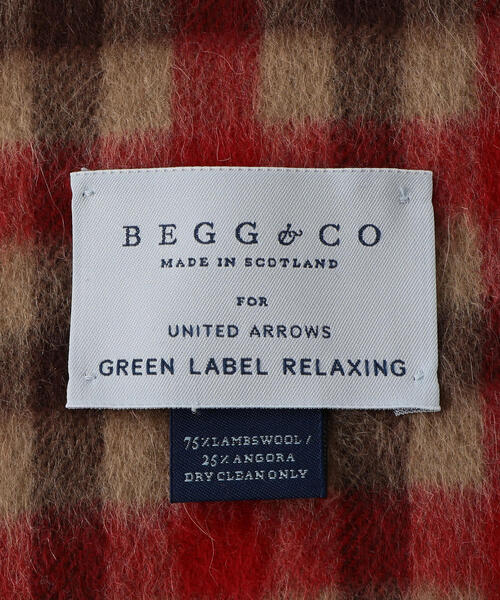 BEGG & CO
MADE IN SCOTLAND
FOR
UNITED ARROWS
GREEN LABEL RELAXING
75% LAMBSWOOL /
25% ANGORA
DRY CLEAN ONLY